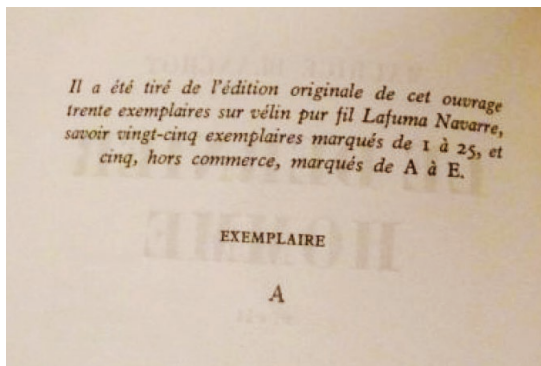 Il a été tiré de l'édition originale de cet ouvrage
trente exemplaires sur vélin pur fil Lafuma Navarre,
savoir vingt-cinq exemplaires marqués de 1 à 25, et
cinq, hors commerce, marqués de A à E.
EXEMPLAIRE
A